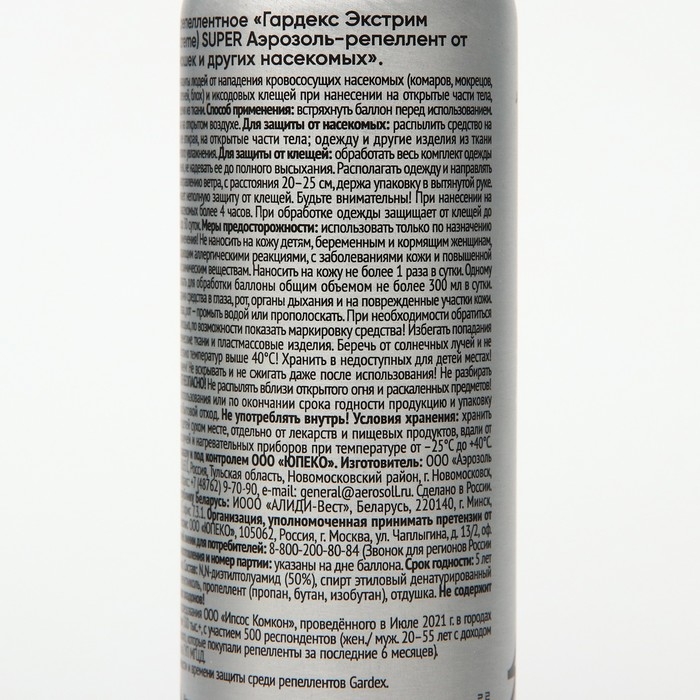 «Гардекс Экстрим
SUPER Аэрозоль-репеллент от
и других насекомых».
людей от нападения кровососущих насекомых (комаров, мокрецов,
блох) и иксодовых клещей при нанесении на открытые части тела,
из ткани. Способ применения: встряхнуть баллон перед использованием.
на открытом воздухе. Для защиты от насекомых: распылить средство на
на открытые части тела; одежду и другие изделия из ткани
увлажнения. Для защиты от клещей: обработать весь комплект одежды
не надевать ее до полного высыхания. Располагать одежду и направлять
ветра, с расстояния 20–25 см, держа упаковку в вытянутой руке.
неполную защиту от клещей. Будьте внимательны! При нанесении на
более 4 часов. При обработке одежды защищает от клещей до
суток. Меры предосторожности: использовать только по назначению
Не наносить на кожу детям, беременным и кормящим женщинам,
аллергическими реакциями, с заболеваниями кожи и повышенной
веществам. Наносить на кожу не более 1 раза в сутки. Одному
для обработки баллоны общим объемом не более 300 мл в сутки.
средства в глаза, рот, органы дыхания и на поврежденные участки кожи.
– промыть водой или прополоскать. При необходимости обратиться
по возможности показать маркировку средства! Избегать попадания
ткани и пластмассовые изделия. Беречь от солнечных лучей и не
температур выше 40°С! Хранить в недоступных для детей местах!
Не вскрывать и не сжигать даже после использования! Не разбирать
Не распылять вблизи открытого огня и раскаленных предметов!
или по окончании срока годности продукцию и упаковку
отход. Не употреблять внутрь! Условия хранения: хранить
сухом месте, отдельно от лекарств и пищевых продуктов, вдали от
и нагревательных приборов при температуре от –25°С до +40°С.
под контролем ООО «ЮПЕКО». Изготовитель: ООО «Аэрозоль
Россия, Тульская область, Новомосковский район, г. Новомосковск,
+7 (48762) 9-70-90, e-mail: general@aerosoll.ru. Сделано в России.
Беларусь: ИООО «АЛИДИ-Вест», Беларусь, 220140, г. Минск,
Организация, уполномоченная принимать претензии от
ООО «ЮПЕКО», 105062, Россия, г. Москва, ул. Чаплыгина, д. 13/2, оф.
для потребителей: 8-800-200-80-84 (Звонок для регионов России
и номер партии: указаны на дне баллона. Срок годности: 5 лет
Состав: N,N-диэтилтолуамид (50%), спирт этиловый денатурированный
пропеллент (пропан, бутан, изобутан), отдушка. Не содержит
ООО «Ипсос Комкон», проведённого в Июле 2021 г. в городах
с участием 500 респондентов (жен./ муж. 20–55 лет с доходом
которые покупали репелленты за последние 6 месяцев).
и времени защиты среди репеллентов Gardex.